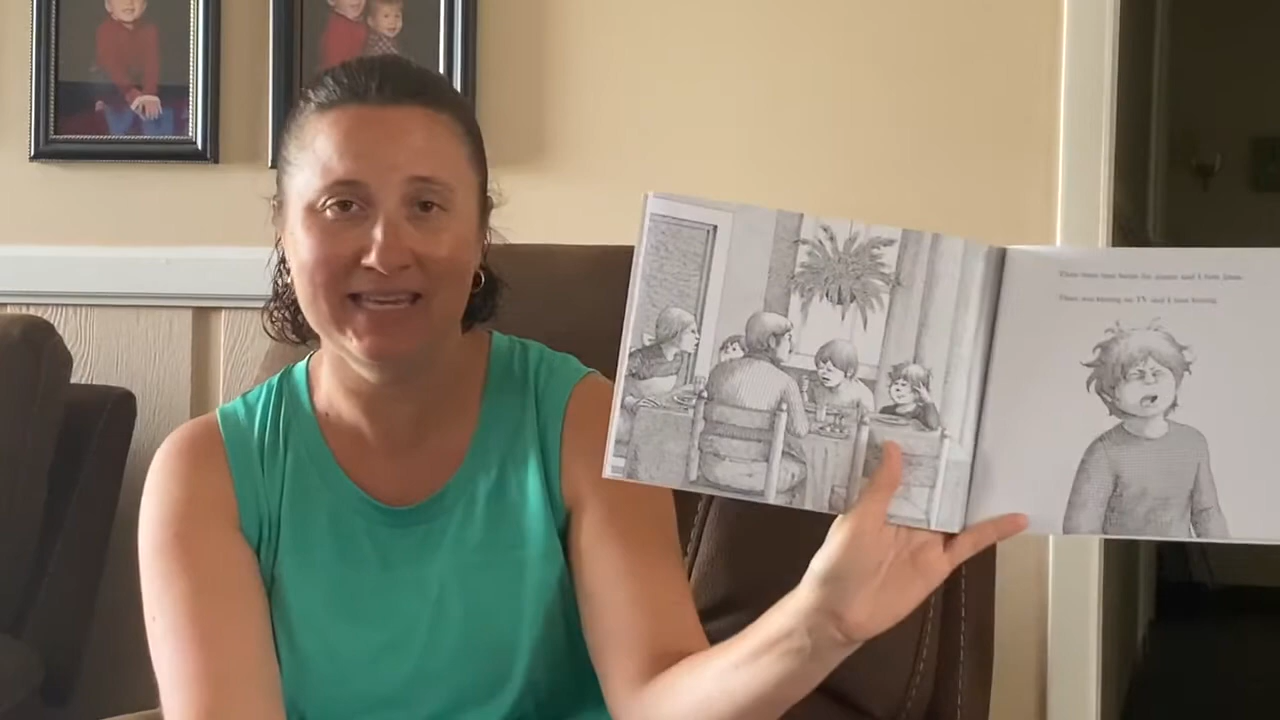 There were lima beans for dinner and I hate limas.
There was kissing on TV and I hate kissing.